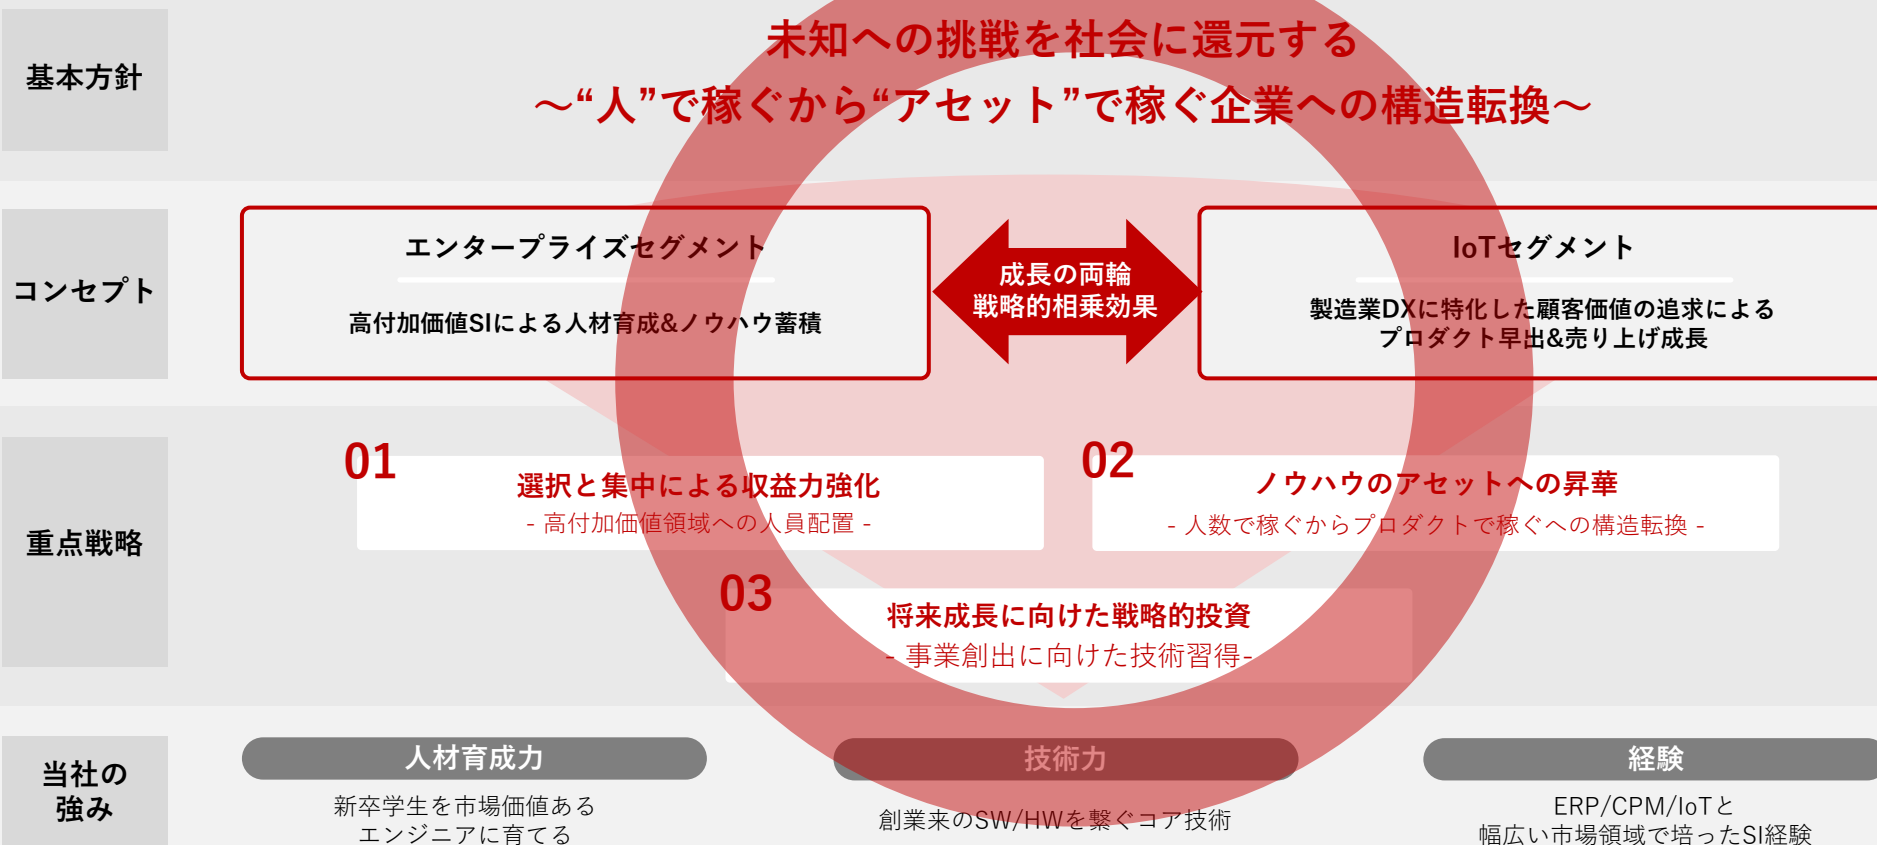 基本方針
未知への挑戦を社会に還元する
～“人”で稼ぐから“アセット”で稼ぐ企業への構造転換～
コンセプト
エンタープライズセグメント
高付加価値SIによる人材育成&ノウハウ蓄積
成長の両輪
戦略的相乗効果
IoTセグメント
製造業DXに特化した顧客価値の追求による
プロダクト早出&売り上げ成長
重点戦略
01
選択と集中による収益力強化
- 高付加価値領域への人員配置 -
02
ノウハウのアセットへの昇華
- 人数で稼ぐからプロダクトで稼ぐへの構造転換 -
03
将来成長に向けた戦略的投資
- 事業創出に向けた技術習得-
当社の
強み
人材育成力
新卒学生を市場価値ある
エンジニアに育てる
技術力
創業来のSW/HWを繋ぐコア技術
経験
ERP/CPM/IoTと
幅広い市場領域で培ったSI経験